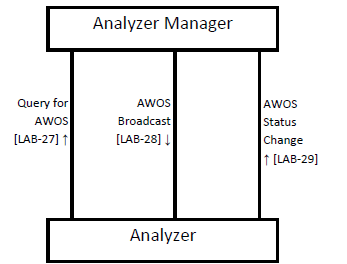 Analyzer Manager
Query for
AWOS
[LAB-27] ↑
AWOS
Broadcast
[LAB-28] ↓
AWOS
Status
Change
↑ [LAB-29]
Analyzer